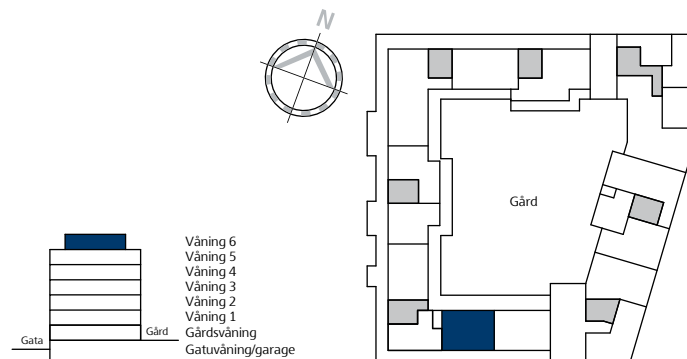 N
Gård
Våning 6
Våning 5
Våning 4
Våning 3
Våning 2
Våning 1
Gård
Gårdsvåning
Gata
Gatuvåning/garage